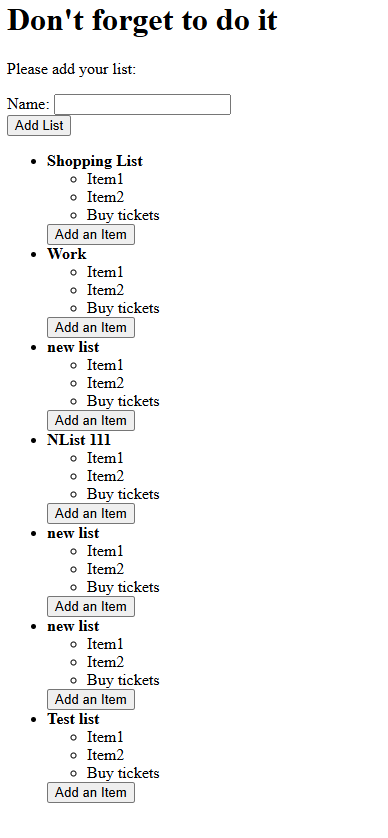 Don't forget to do it
Please add your list:
Name:
Add List
Shopping List
Item1
Item2
Buy tickets
Add an Item
Work
Item1
Item2
Buy tickets
Add an Item
new list
Item1
Item2
Buy tickets
Add an Item
NList 111
Item1
Item2
Buy tickets
Add an Item
new list
Item1
Item2
Buy tickets
Add an Item
new list
Item1
Item2
Buy tickets
Add an Item
Test list
Item1
Item2
Buy tickets
Add an Item